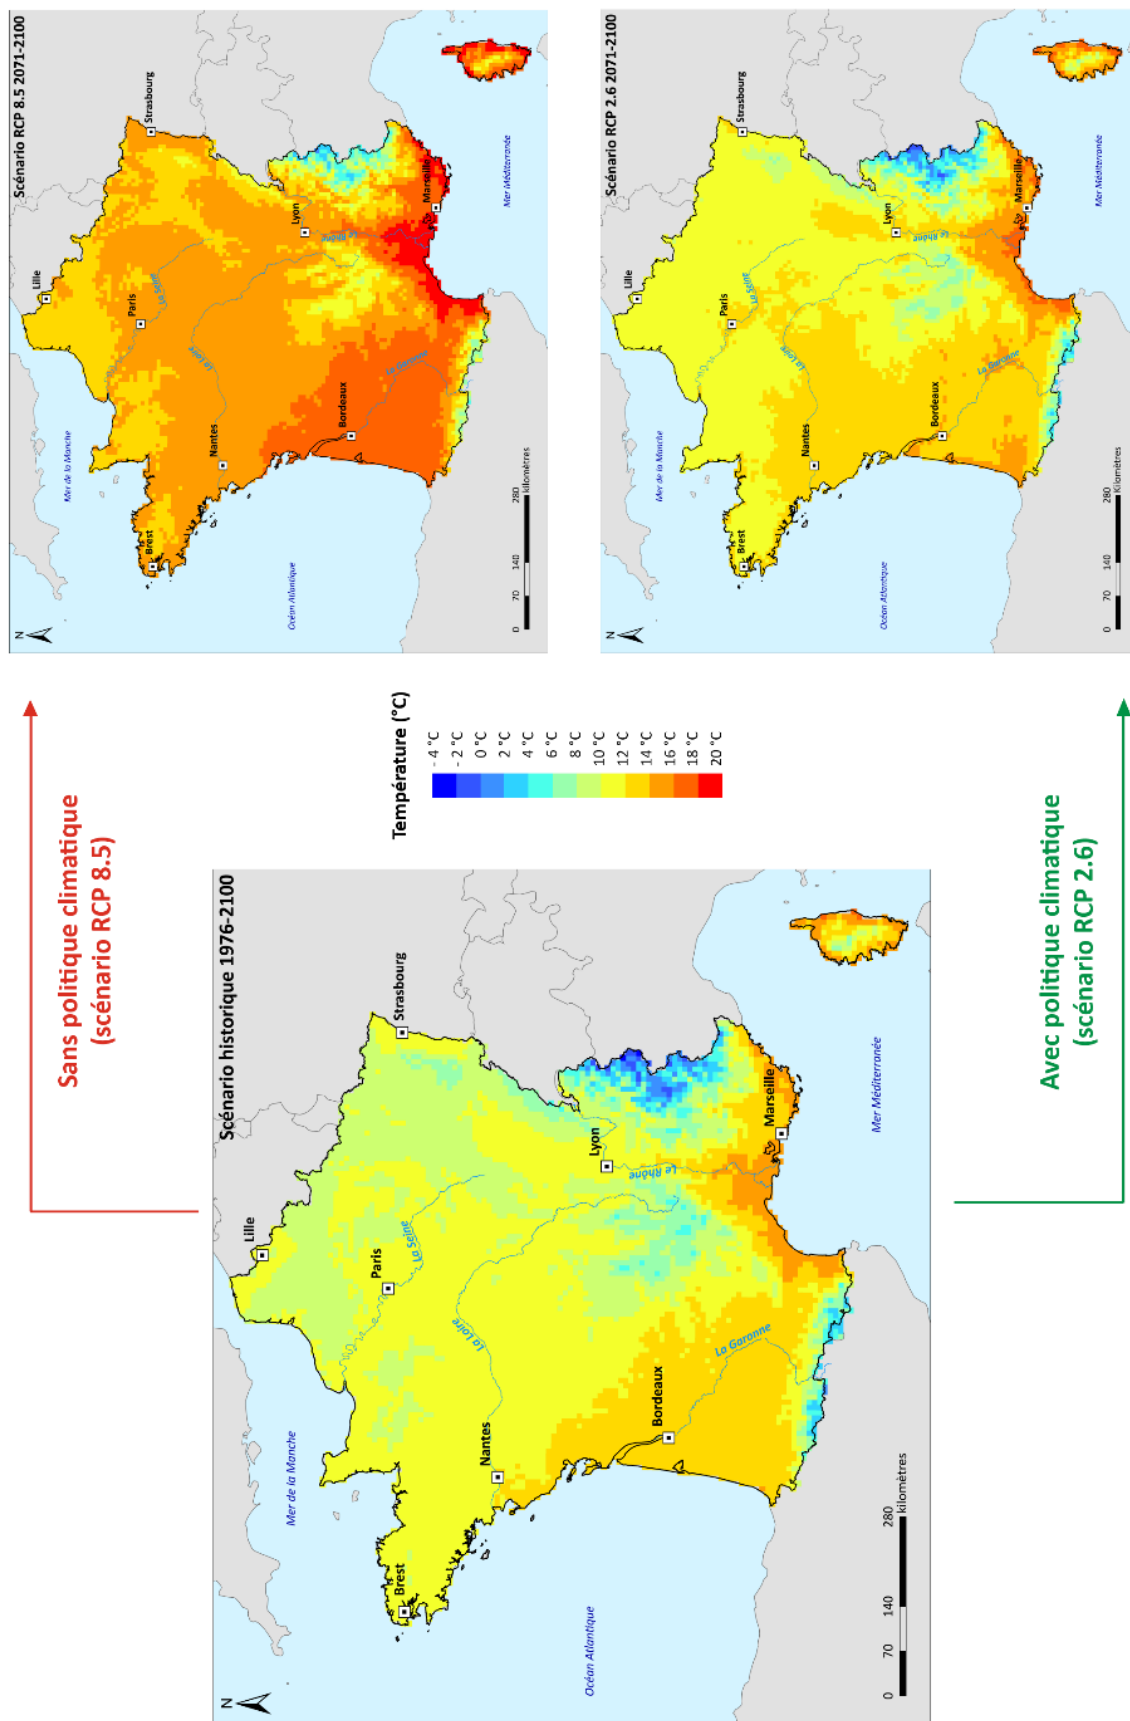 Sans politique climatique
(scénario RCP 8.5)
Scénario RCP 8.5 2071-2100
N
Mer de la Manche
Océan Atlantique
Mer Méditerranée
Lille
Paris
Strasbourg
Brest
Nantes
Lyon
Bordeaux
Marseille
La Seine
La Loire
Le Rhône
La Garonne
0 70 140 280
kilomètres
Scénario historique 1976-2100
N
Mer de la Manche
Océan Atlantique
Mer Méditerranée
Lille
Paris
Strasbourg
Brest
Nantes
Lyon
Bordeaux
Marseille
La Seine
La Loire
Le Rhône
La Garonne
0 70 140 280
kilomètres
Température (°C)
- 4 °C
- 2 °C
0 °C
2 °C
4 °C
6 °C
8 °C
10 °C
12 °C
14 °C
16 °C
18 °C
20 °C
Avec politique climatique
(scénario RCP 2.6)
Scénario RCP 2.6 2071-2100
N
Mer de la Manche
Océan Atlantique
Mer Méditerranée
Lille
Paris
Strasbourg
Brest
Nantes
Lyon
Bordeaux
Marseille
La Seine
La Loire
Le Rhône
La Garonne
0 70 140 280
Kilomètres